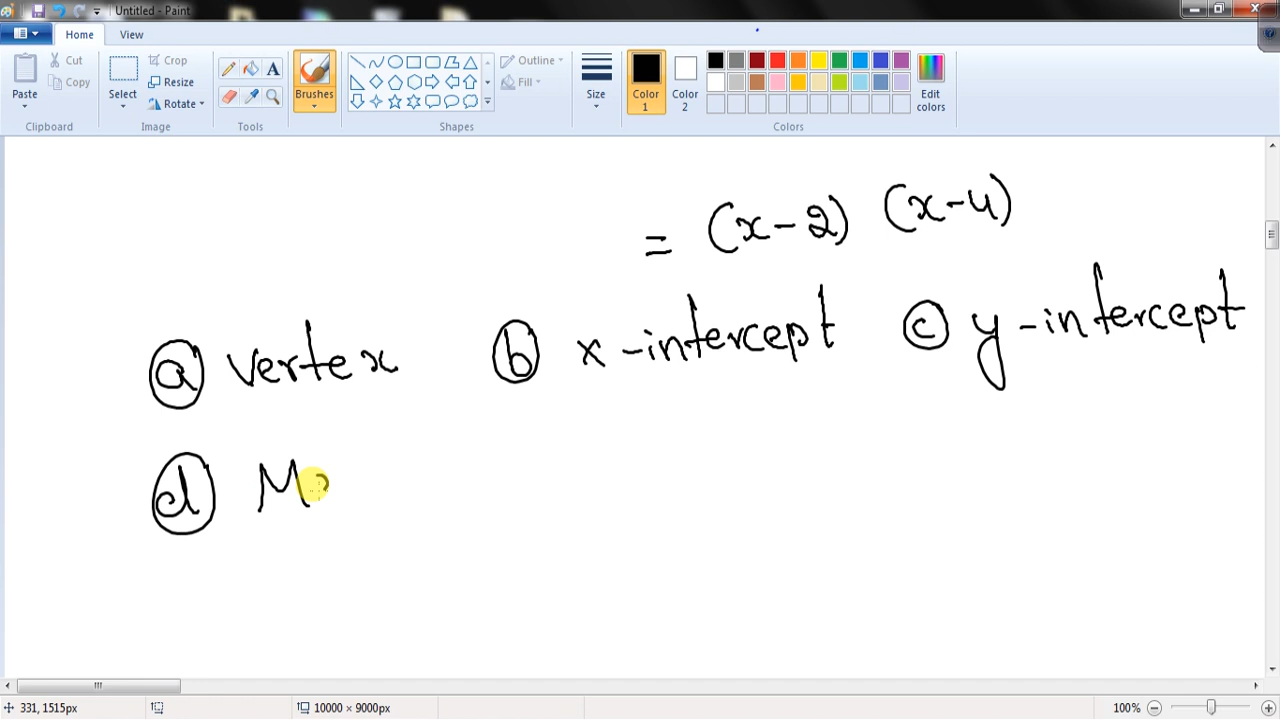 Untitled - Paint
Home View
Paste
Cut
Copy
Clipboard
Select
Crop
Resize
Rotate
Image
A
Tools
Brushes
Outline
Fill
Shapes
Size
Color 1
Color 2
Edit colors
Colors
= (x-2) (x-4)
a vertex b x-intercept c y-intercept
d M
331, 1515px 10000 × 9000px 100%